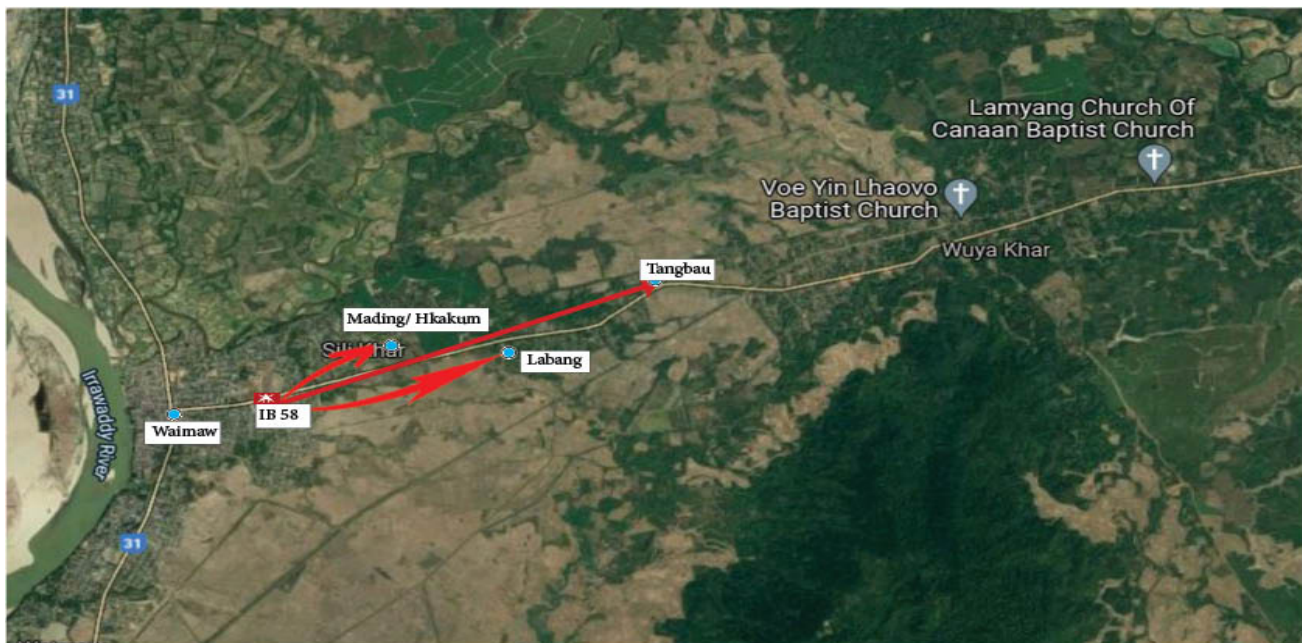 31
Lamyang Church Of
Canaan Baptist Church
Voe Yin Lhaovo
Baptist Church
Wuya Khar
Tangbau
Mading/ Hkakum
Labang
IB 58
Waimaw
Irrawaddy River
31